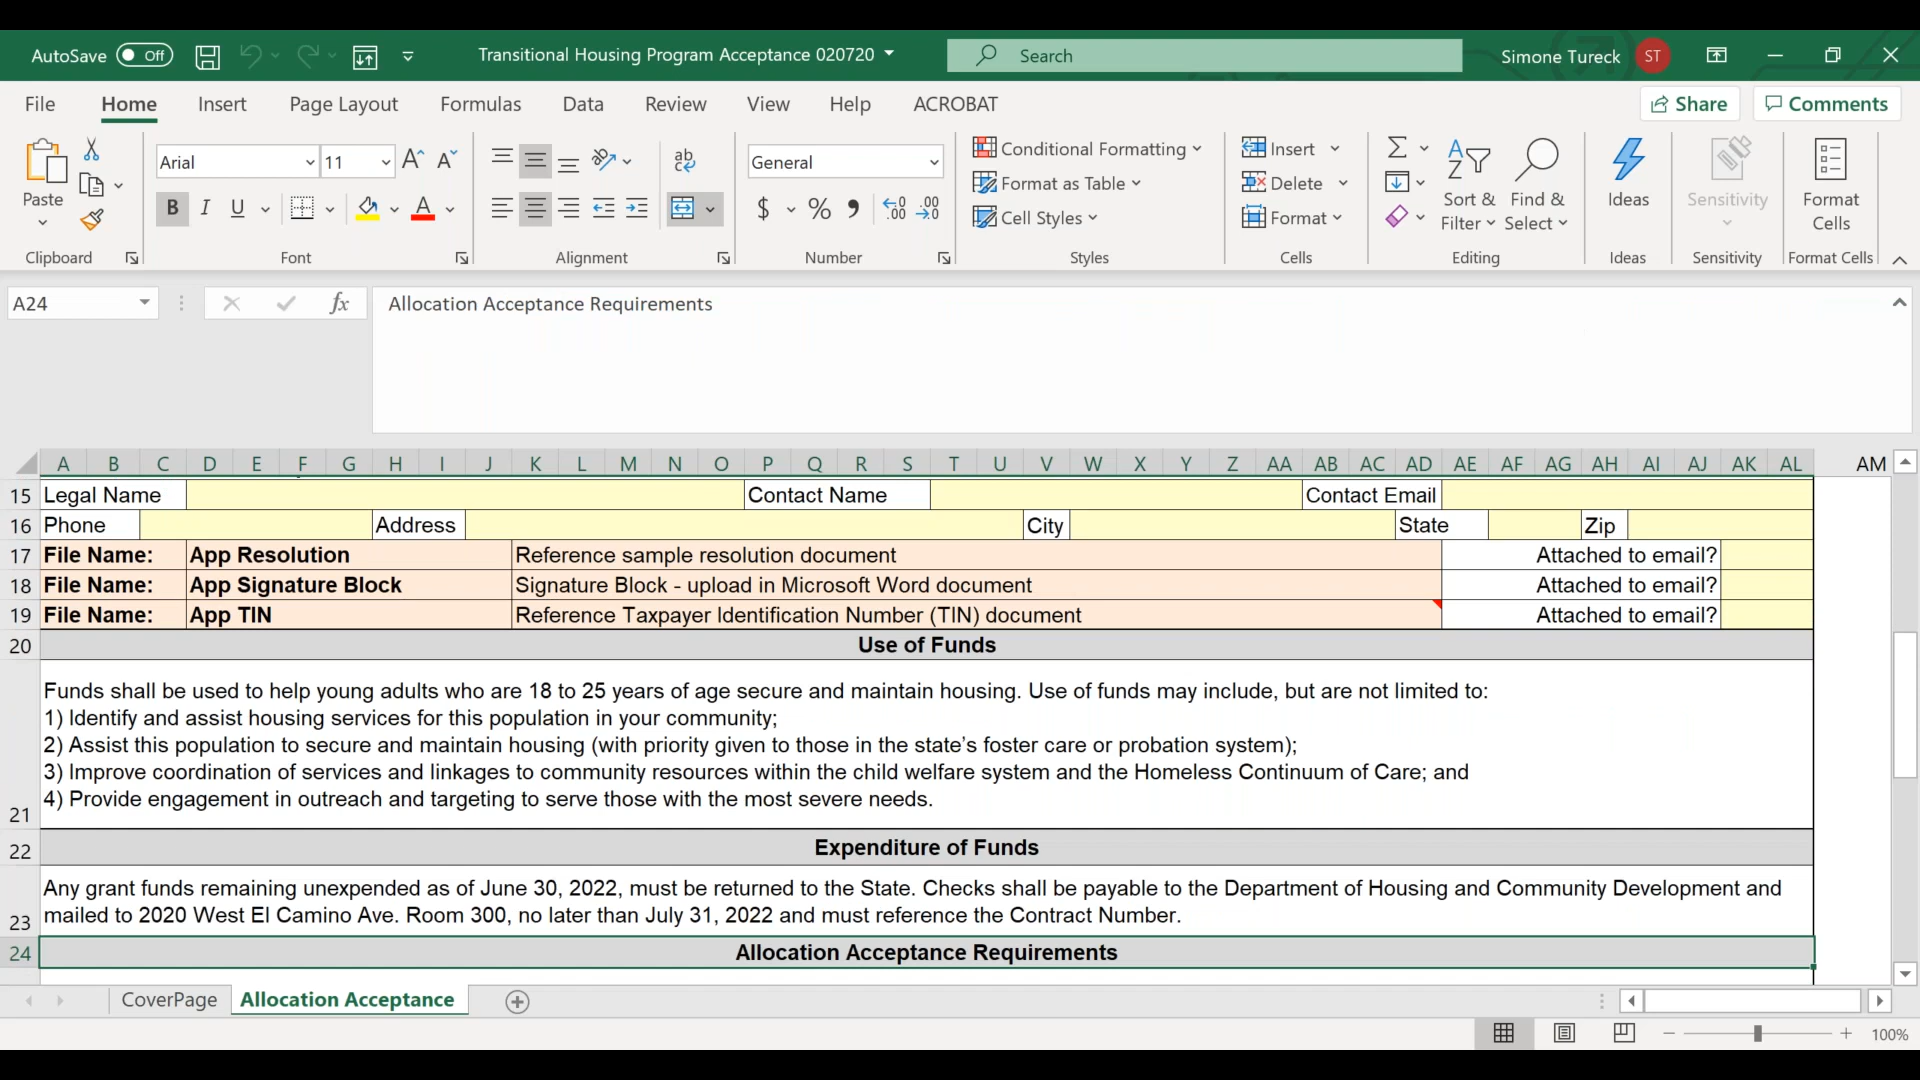 AutoSave Off Transitional Housing Program Acceptance 020720 Search Simone Tureck ST
File Home Insert Page Layout Formulas Data Review View Help ACROBAT Share Comments
Paste
Arial 11
B I U A
ab
General
$ % 9 .00 .00
Conditional Formatting
Format as Table
Cell Styles
Insert
Delete
Format
Sort & Filter
Find & Select
Ideas
Sensitivity
Format Cells
Clipboard Font Alignment Number Styles Cells Editing Ideas Sensitivity Format Cells
A24 fx Allocation Acceptance Requirements
A B C D E F G H I J K L M N O P Q R S T U V W X Y Z AA AB AC AD AE AF AG AH AI AJ AK AL AM
15 Legal Name Contact Name Contact Email
16 Phone Address City State Zip
17 File Name: App Resolution Reference sample resolution document Attached to email?
18 File Name: App Signature Block Signature Block - upload in Microsoft Word document Attached to email?
19 File Name: App TIN Reference Taxpayer Identification Number (TIN) document Attached to email?
20 Use of Funds
Funds shall be used to help young adults who are 18 to 25 years of age secure and maintain housing. Use of funds may include, but are not limited to:
1) Identify and assist housing services for this population in your community;
2) Assist this population to secure and maintain housing (with priority given to those in the state's foster care or probation system);
3) Improve coordination of services and linkages to community resources within the child welfare system and the Homeless Continuum of Care; and
4) Provide engagement in outreach and targeting to serve those with the most severe needs.
21
22 Expenditure of Funds
Any grant funds remaining unexpended as of June 30, 2022, must be returned to the State. Checks shall be payable to the Department of Housing and Community Development and
23 mailed to 2020 West El Camino Ave. Room 300, no later than July 31, 2022 and must reference the Contract Number.
24 Allocation Acceptance Requirements
CoverPage Allocation Acceptance
100%